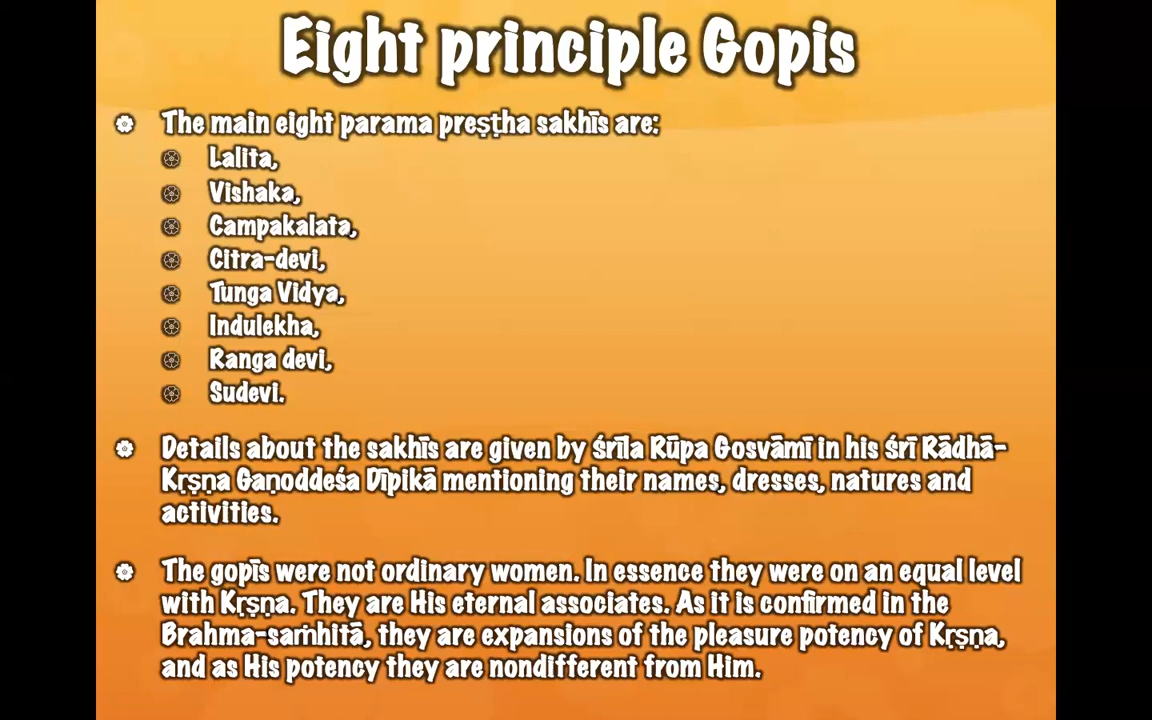 Eight principle Gopis
The main eight parama preṣṭha sakhīs are:
Lalita,
Vishaka,
Campakalata,
Citra-devi,
Tunga Vidya,
Indulekha,
Ranga devi,
Sudevi.
Details about the sakhīs are given by śrīla Rūpa Gosvāmī in his śrī Rādhā-
Kṛṣṇa Gaṇoddeśa Dīpikā mentioning their names, dresses, natures and
activities.
The gopīs were not ordinary women. In essence they were on an equal level
with Kṛṣṇa. They are His eternal associates. As it is confirmed in the
Brahma-saṁhitā, they are expansions of the pleasure potency of Kṛṣṇa,
and as His potency they are nondifferent from Him.